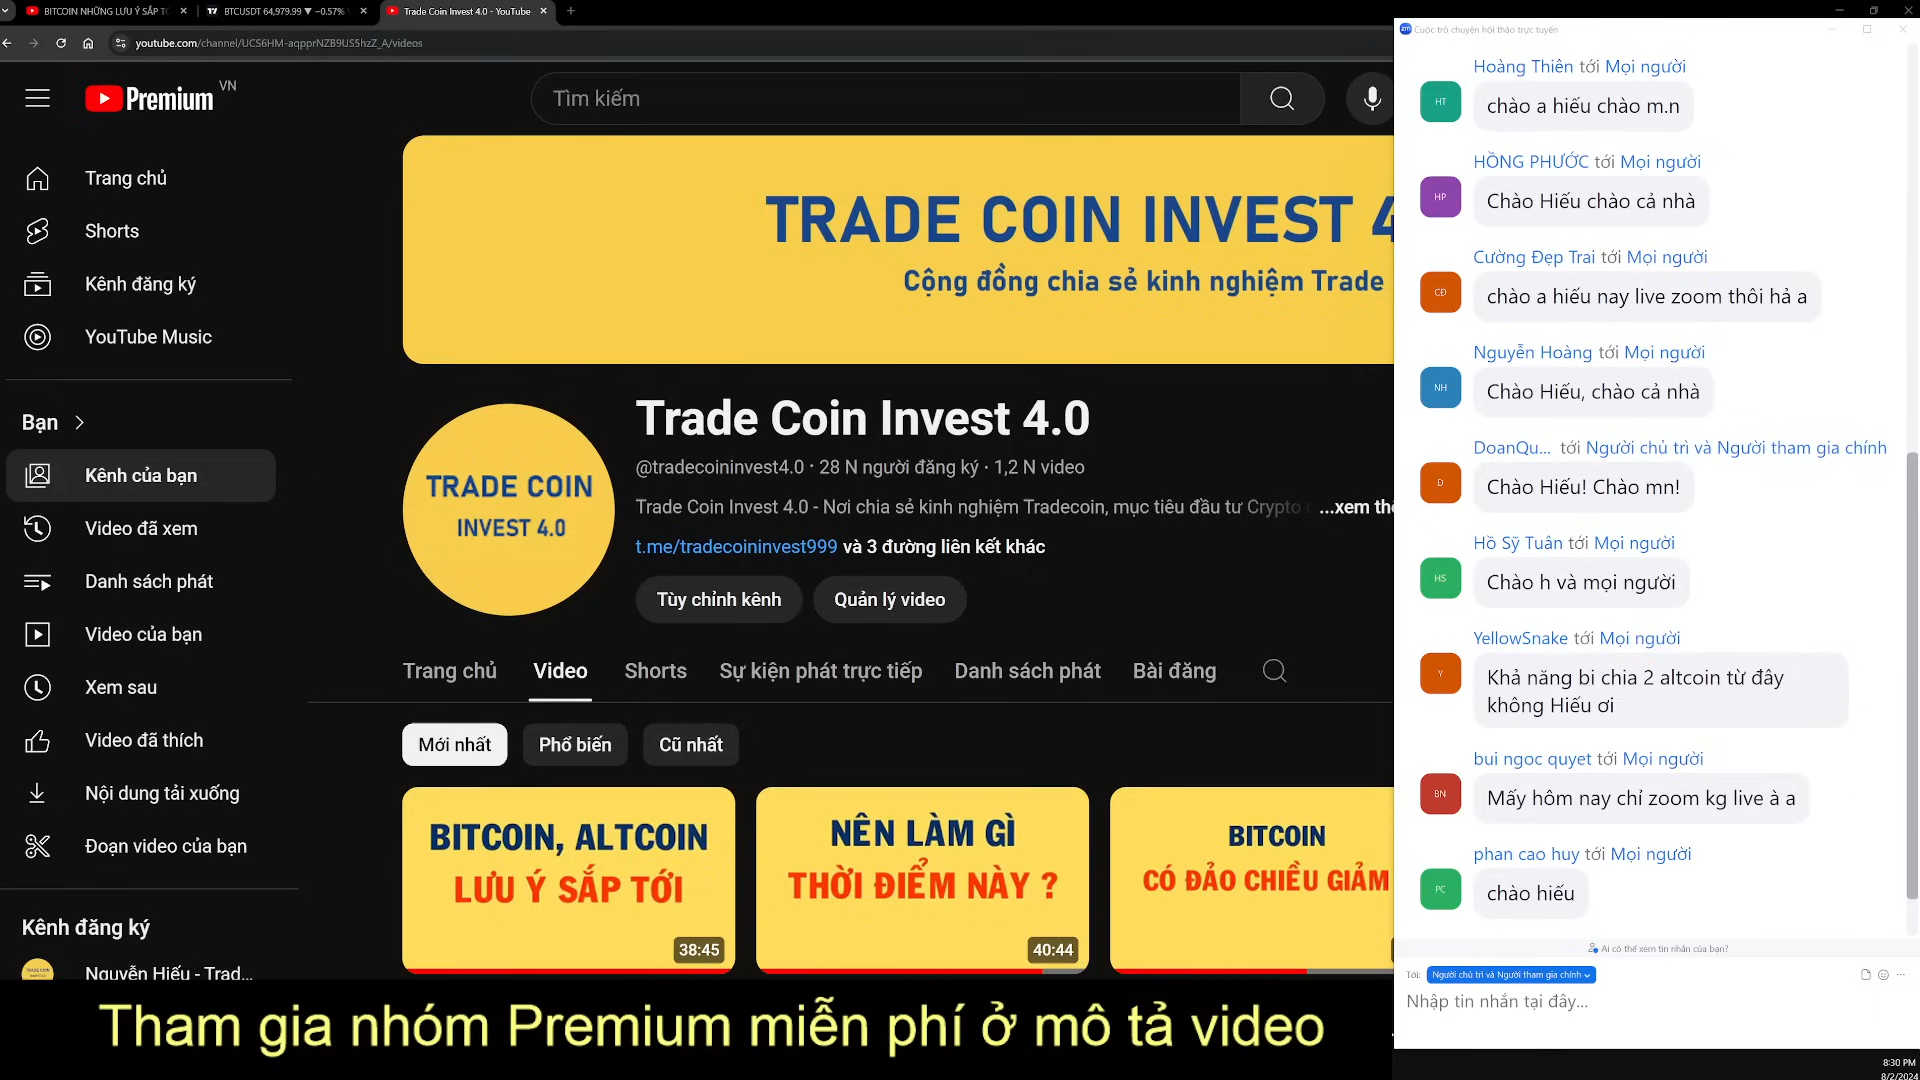 BITCOIN NHỮNG LƯU Ý SẮP T
BTCUSDT 64,979.99 ▼ −0.57%
Trade Coin Invest 4.0 - YouTube
youtube.com/channel/UCS6HM-aqpprNZB9US5hzZ_A/videos
Premium VN
Tìm kiếm
Trang chủ
Shorts
Kênh đăng ký
YouTube Music
Bạn
Kênh của bạn
Video đã xem
Danh sách phát
Video của bạn
Xem sau
Video đã thích
Nội dung tải xuống
Đoạn video của bạn
Kênh đăng ký
Nguyễn Hiếu - Trad...
TRADE COIN INVEST 4
Cộng đồng chia sẻ kinh nghiệm Trade
TRADE COIN
INVEST 4.0
Trade Coin Invest 4.0
@tradecoininvest4.0 · 28 N người đăng ký · 1,2 N video
Trade Coin Invest 4.0 - Nơi chia sẻ kinh nghiệm Tradecoin, mục tiêu đầu tư Crypto ...xem thê
t.me/tradecoininvest999 và 3 đường liên kết khác
Tùy chỉnh kênh
Quản lý video
Trang chủ
Video
Shorts
Sự kiện phát trực tiếp
Danh sách phát
Bài đăng
Mới nhất
Phổ biến
Cũ nhất
BITCOIN, ALTCOIN
LƯU Ý SẮP TỚI
38:45
NÊN LÀM GÌ
THỜI ĐIỂM NÀY ?
40:44
BITCOIN
CÓ ĐẢO CHIỀU GIẢM
Tham gia nhóm Premium miễn phí ở mô tả video
zm Cuộc trò chuyện hội thảo trực tuyến
Hoàng Thiên tới Mọi người
HT
chào a hiếu chào m.n
HỒNG PHƯỚC tới Mọi người
HP
Chào Hiếu chào cả nhà
Cường Đẹp Trai tới Mọi người
CĐ
chào a hiếu nay live zoom thôi hả a
Nguyễn Hoàng tới Mọi người
NH
Chào Hiếu, chào cả nhà
DoanQu... tới Người chủ trì và Người tham gia chính
D
Chào Hiếu! Chào mn!
Hồ Sỹ Tuân tới Mọi người
HS
Chào h và mọi người
YellowSnake tới Mọi người
Y
Khả năng bi chia 2 altcoin từ đây
không Hiếu ơi
bui ngoc quyet tới Mọi người
BN
Mấy hôm nay chỉ zoom kg live à a
phan cao huy tới Mọi người
PC
chào hiếu
Ai có thể xem tin nhắn của bạn?
Tới: Người chủ trì và Người tham gia chính
Nhập tin nhắn tại đây...
8:30 PM
8/2/2024